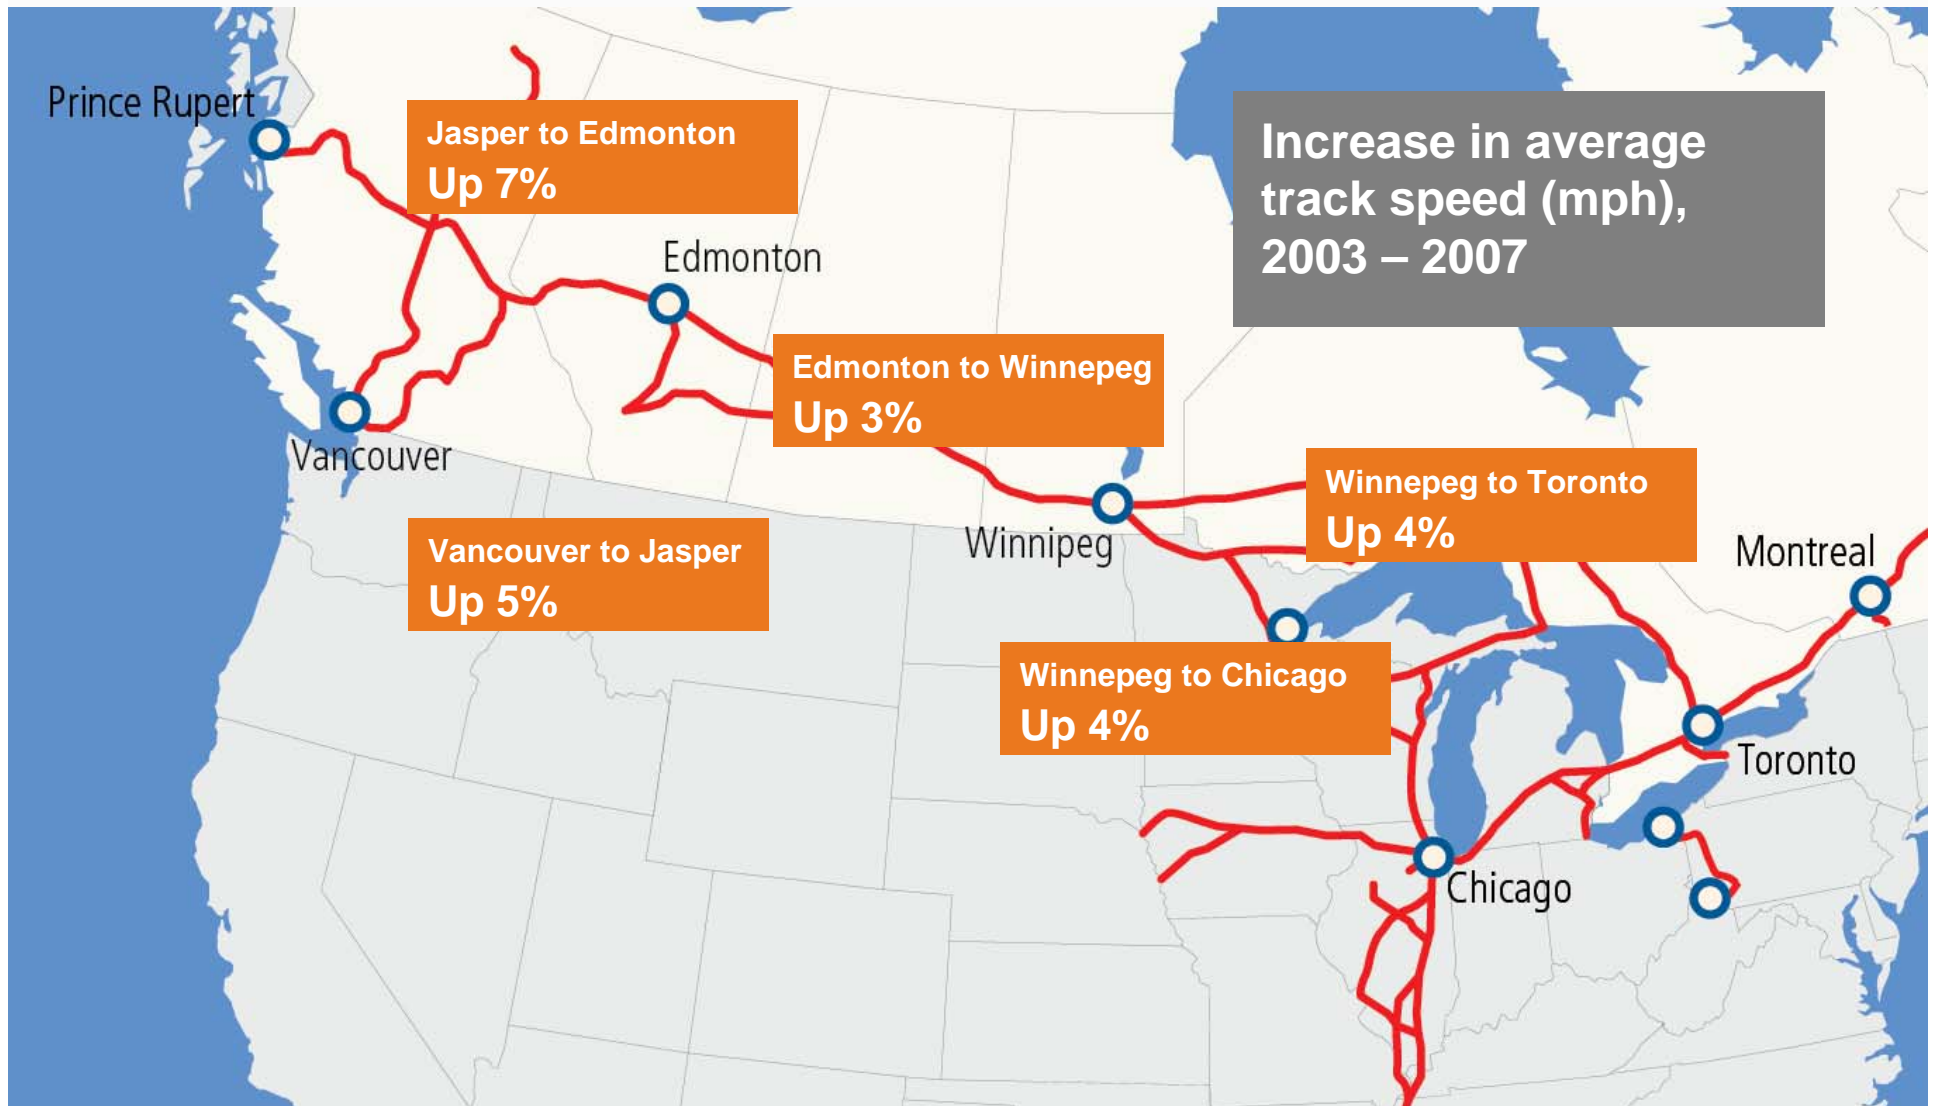 Prince Rupert
Jasper to Edmonton
Up 7%
Increase in average
track speed (mph),
2003 – 2007
Edmonton
Edmonton to Winnepeg
Up 3%
Vancouver
Winnepeg to Toronto
Up 4%
Winnipeg
Vancouver to Jasper
Up 5%
Montreal
Winnepeg to Chicago
Up 4%
Toronto
Chicago